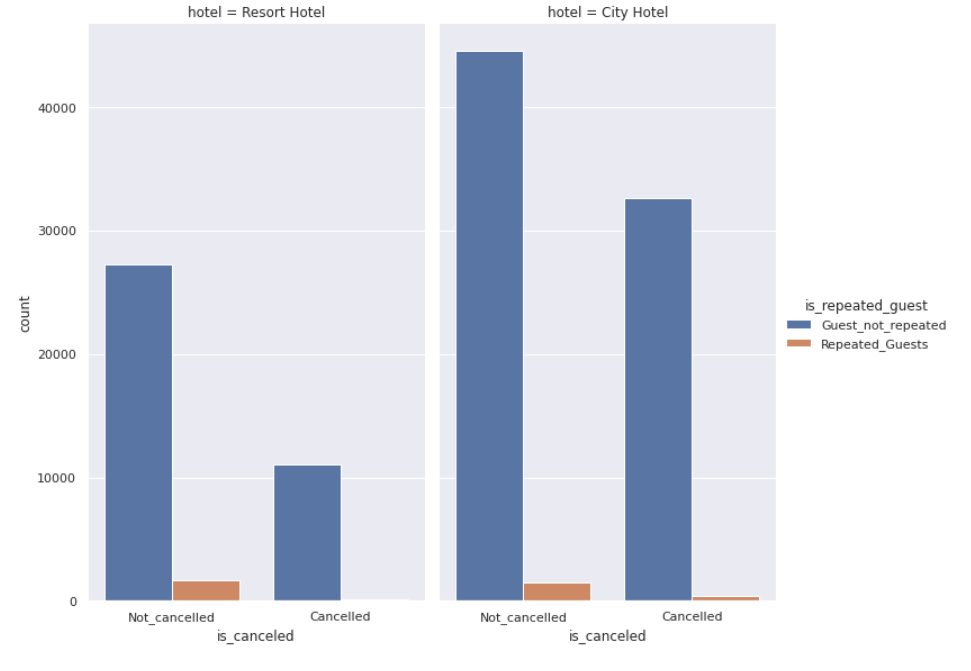 hotel = Resort Hotel
hotel = City Hotel
40000
30000
20000
10000
0
count
Not_cancelled
Cancelled
is_canceled
Not_cancelled
Cancelled
is_canceled
is_repeated_guest
Guest_not_repeated
Repeated_Guests